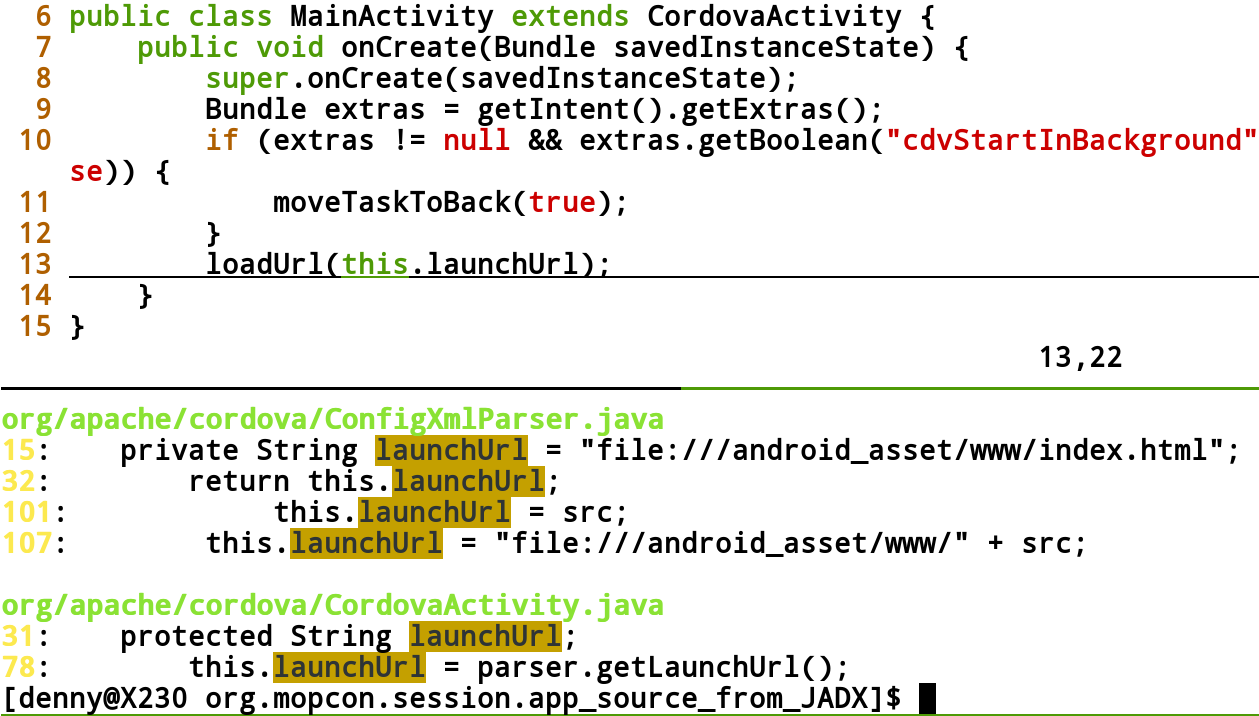 6 public class MainActivity extends CordovaActivity {
7     public void onCreate(Bundle savedInstanceState) {
8         super.onCreate(savedInstanceState);
9         Bundle extras = getIntent().getExtras();
10         if (extras != null && extras.getBoolean("cdvStartInBackground"
se)) {
11             moveTaskToBack(true);
12         }
13         loadUrl(this.launchUrl);
14     }
15 }
13,22
org/apache/cordova/ConfigXmlParser.java
15:    private String launchUrl = "file:///android_asset/www/index.html";
32:        return this.launchUrl;
101:            this.launchUrl = src;
107:        this.launchUrl = "file:///android_asset/www/" + src;
org/apache/cordova/CordovaActivity.java
31:    protected String launchUrl;
78:        this.launchUrl = parser.getLaunchUrl();
[denny@X230 org.mopcon.session.app_source_from_JADX]$